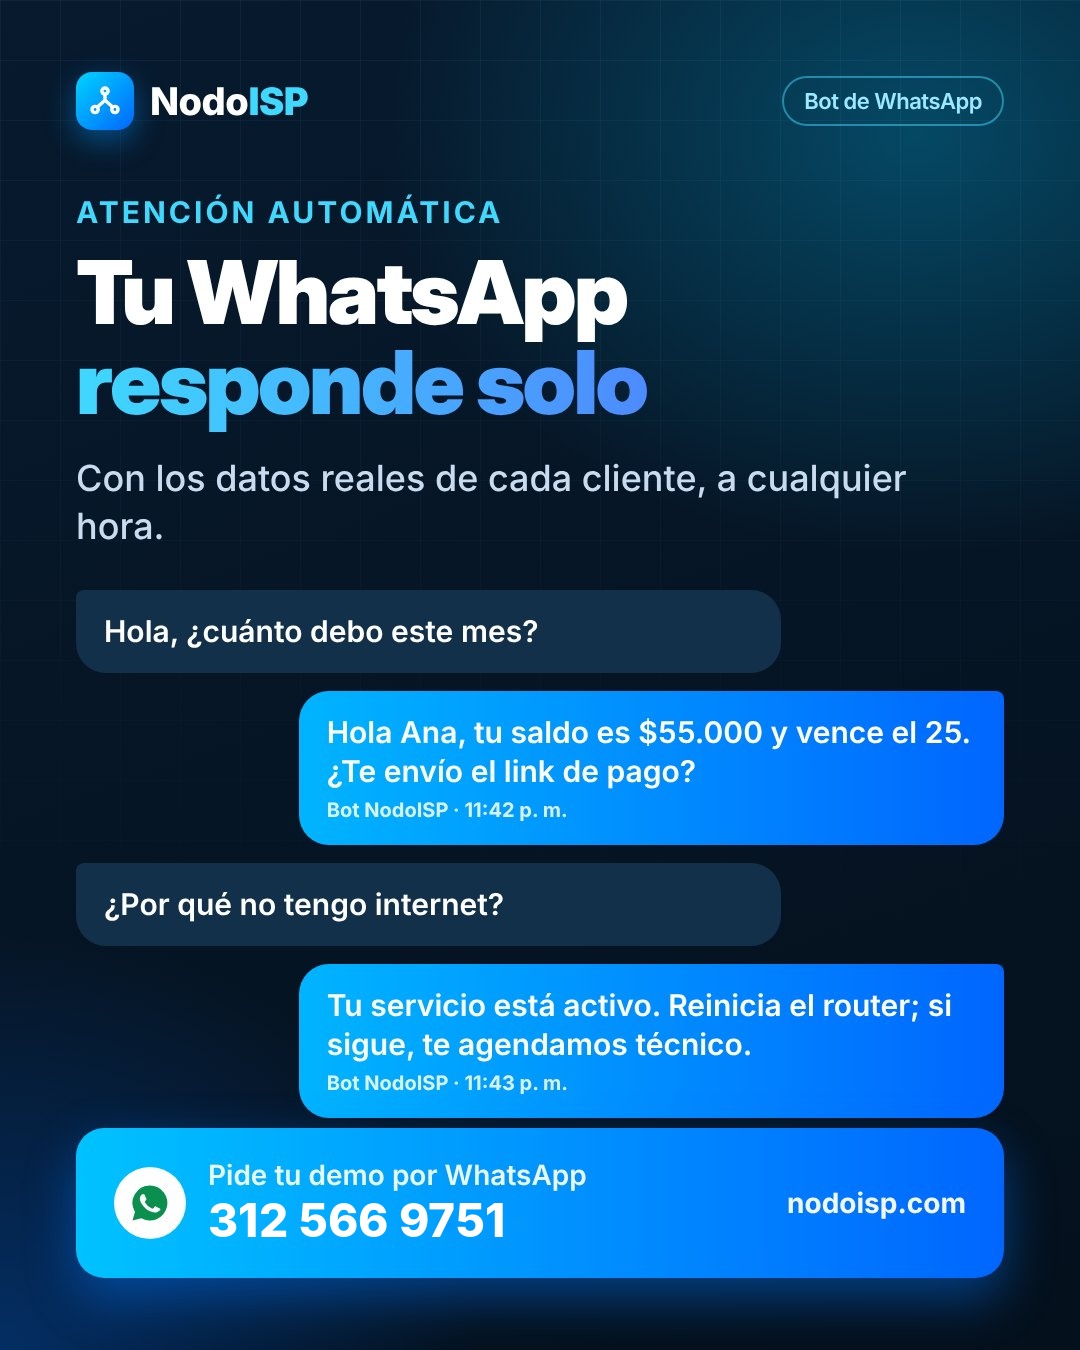 NodoISP
Bot de WhatsApp
ATENCIÓN AUTOMÁTICA
Tu WhatsApp
responde solo
Con los datos reales de cada cliente, a cualquier
hora.
Hola, ¿cuánto debo este mes?
Hola Ana, tu saldo es $55.000 y vence el 25.
¿Te envío el link de pago?
Bot NodoISP · 11:42 p. m.
¿Por qué no tengo internet?
Tu servicio está activo. Reinicia el router; si
sigue, te agendamos técnico.
Bot NodoISP · 11:43 p. m.
Pide tu demo por WhatsApp
312 566 9751
nodoisp.com